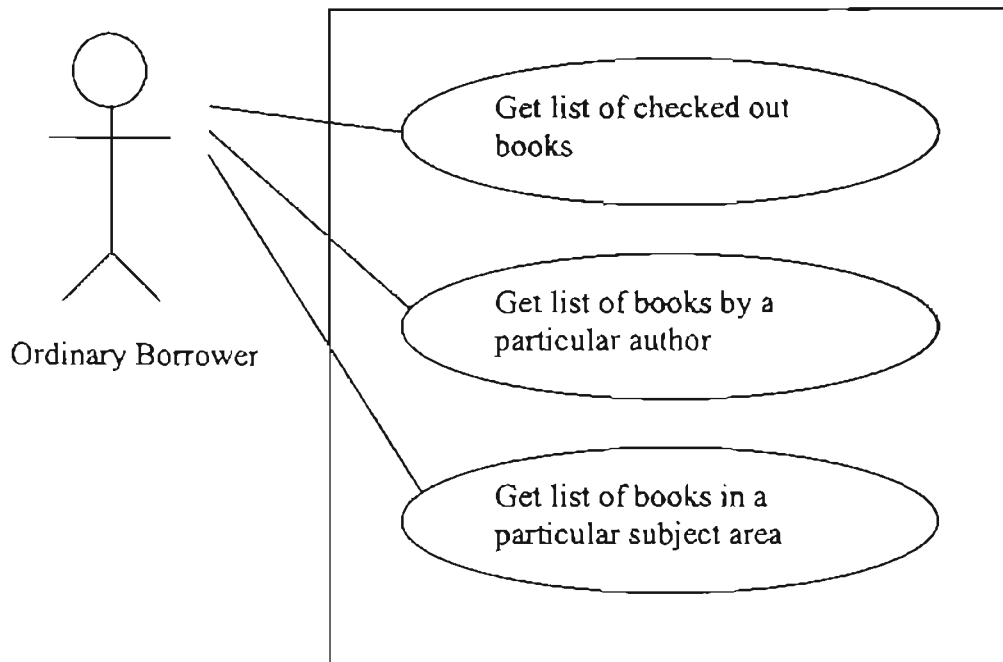 Get list of checked out
books
Get list of books by a
particular author
Ordinary Borrower
Get list of books in a
particular subject area